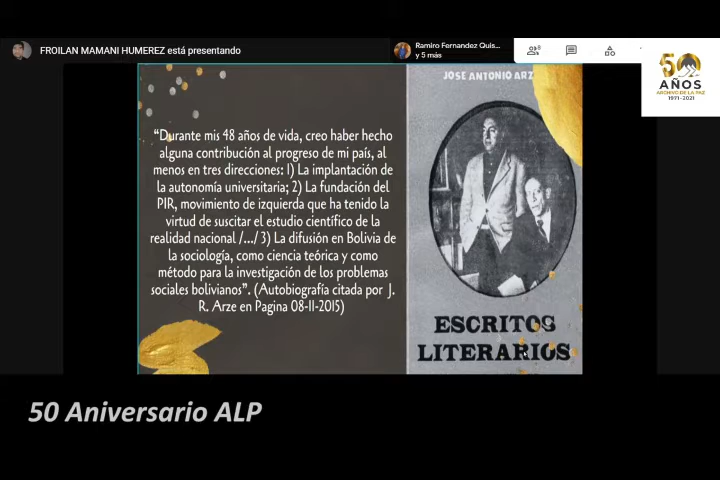 FROILAN MAMANI HUMEREZ está presentando
Ramiro Fernandez Quis...
y 5 más
50
AÑOS
ARCHIVO DE LA PAZ
1971-2021
"Durante mis 48 años de vida, creo haber hecho
alguna contribución al progreso de mi país, al
menos en tres direcciones: 1) La implantación de
la autonomía universitaria; 2) La fundación del
PIR, movimiento de izquierda que ha tenido la
virtud de suscitar el estudio científico de la
realidad nacional /.../ 3) La difusión en Bolivia de
la sociología, como ciencia teórica y como
método para la investigación de los problemas
sociales bolivianos". (Autobiografía citada por J.
R. Arze en Pagina 08-11-2015)
JOSE ANTONIO ARZ
ESCRITOS
LITERARIOS
50 Aniversario ALP